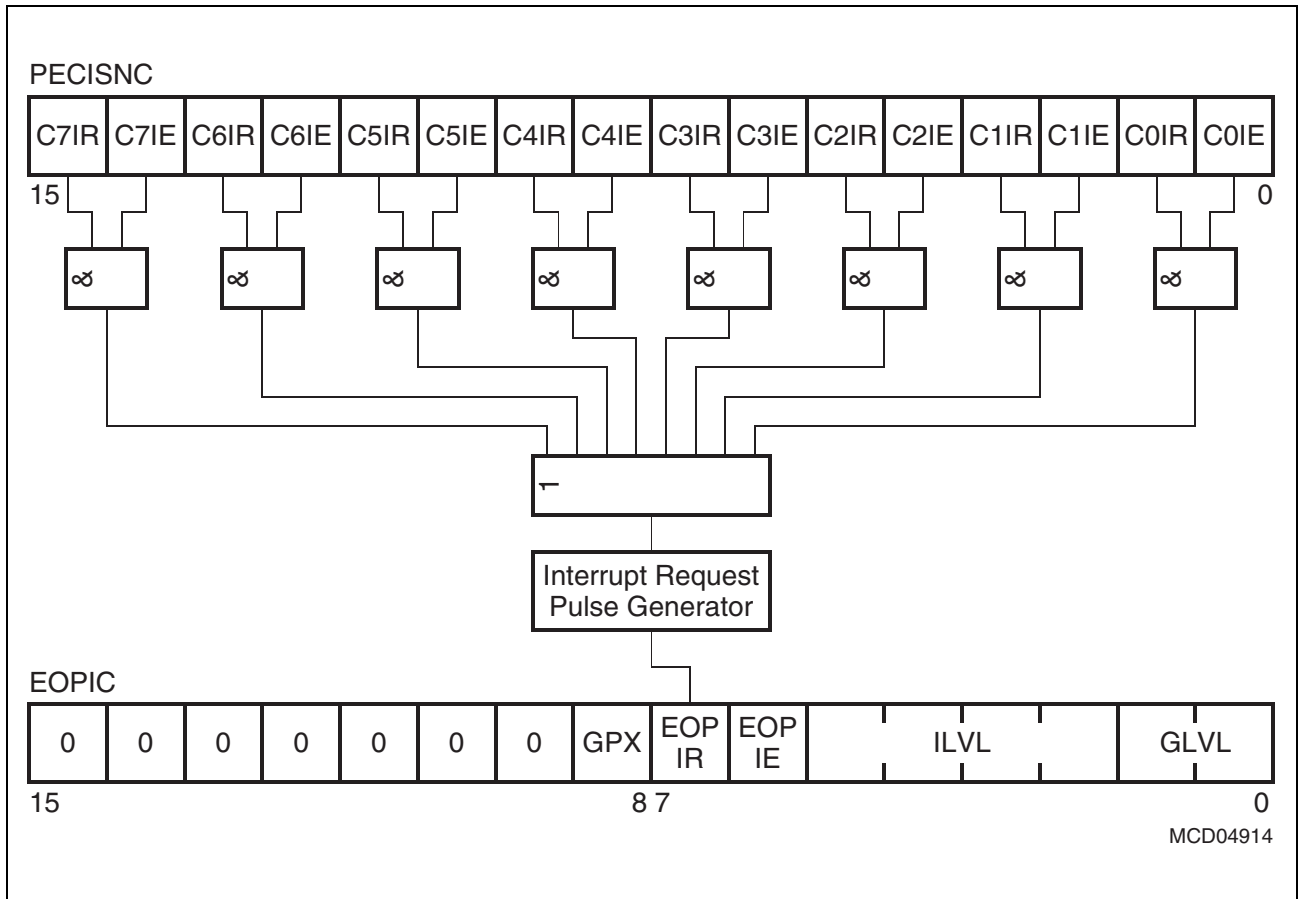 PECISNC
C7IR C7IE C6IR C6IE C5IR C5IE C4IR C4IE C3IR C3IE C2IR C2IE C1IR C1IE C0IR C0IE
15 0
& & & & & & & &
1
Interrupt Request
Pulse Generator
EOPIC
0 0 0 0 0 0 0 GPX EOP IR EOP IE ILVL GLVL
15 8 7 0
MCD04914